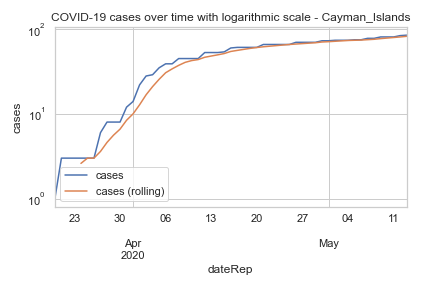 COVID-19 cases over time with logarithmic scale - Cayman_Islands
10²
10¹
10⁰
cases
cases
cases (rolling)
23 30 06 13 20 27 04 11
Apr May
2020
dateRep